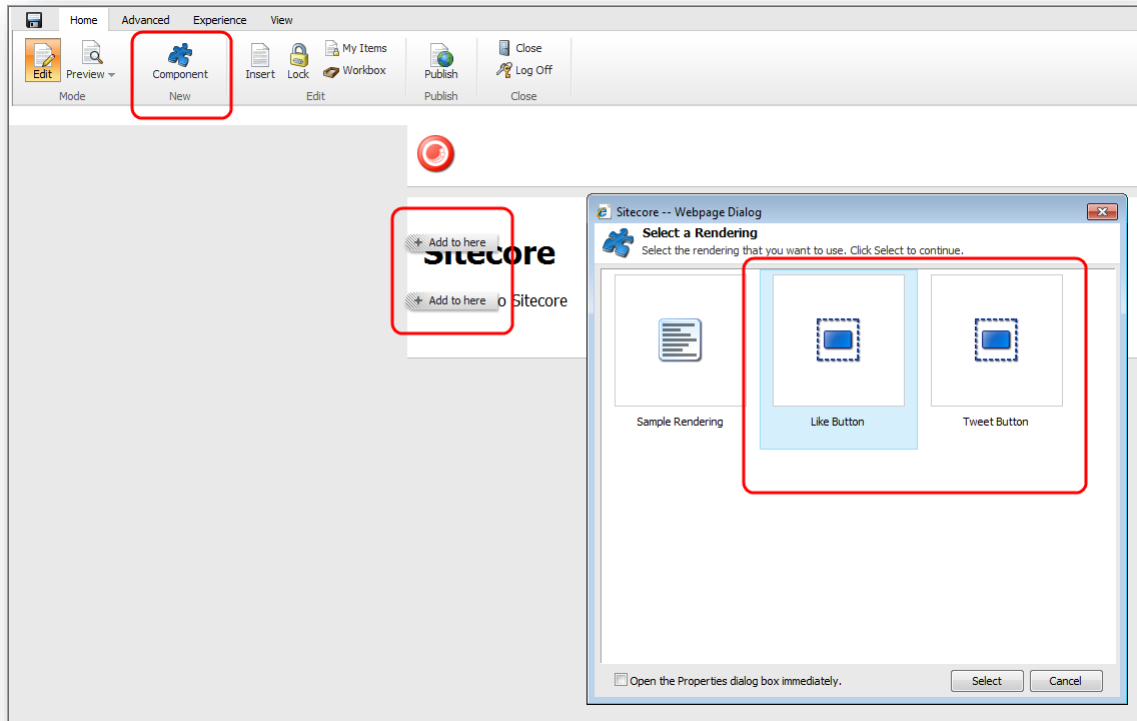 Home Advanced Experience View
Edit Preview Component Insert Lock My Items Workbox Publish Close Log Off
Mode New Edit Publish Close
+ Add to here
Sitecore
+ Add to here o Sitecore
Sitecore -- Webpage Dialog
Select a Rendering
Select the rendering that you want to use. Click Select to continue.
Sample Rendering Like Button Tweet Button
Open the Properties dialog box immediately. Select Cancel